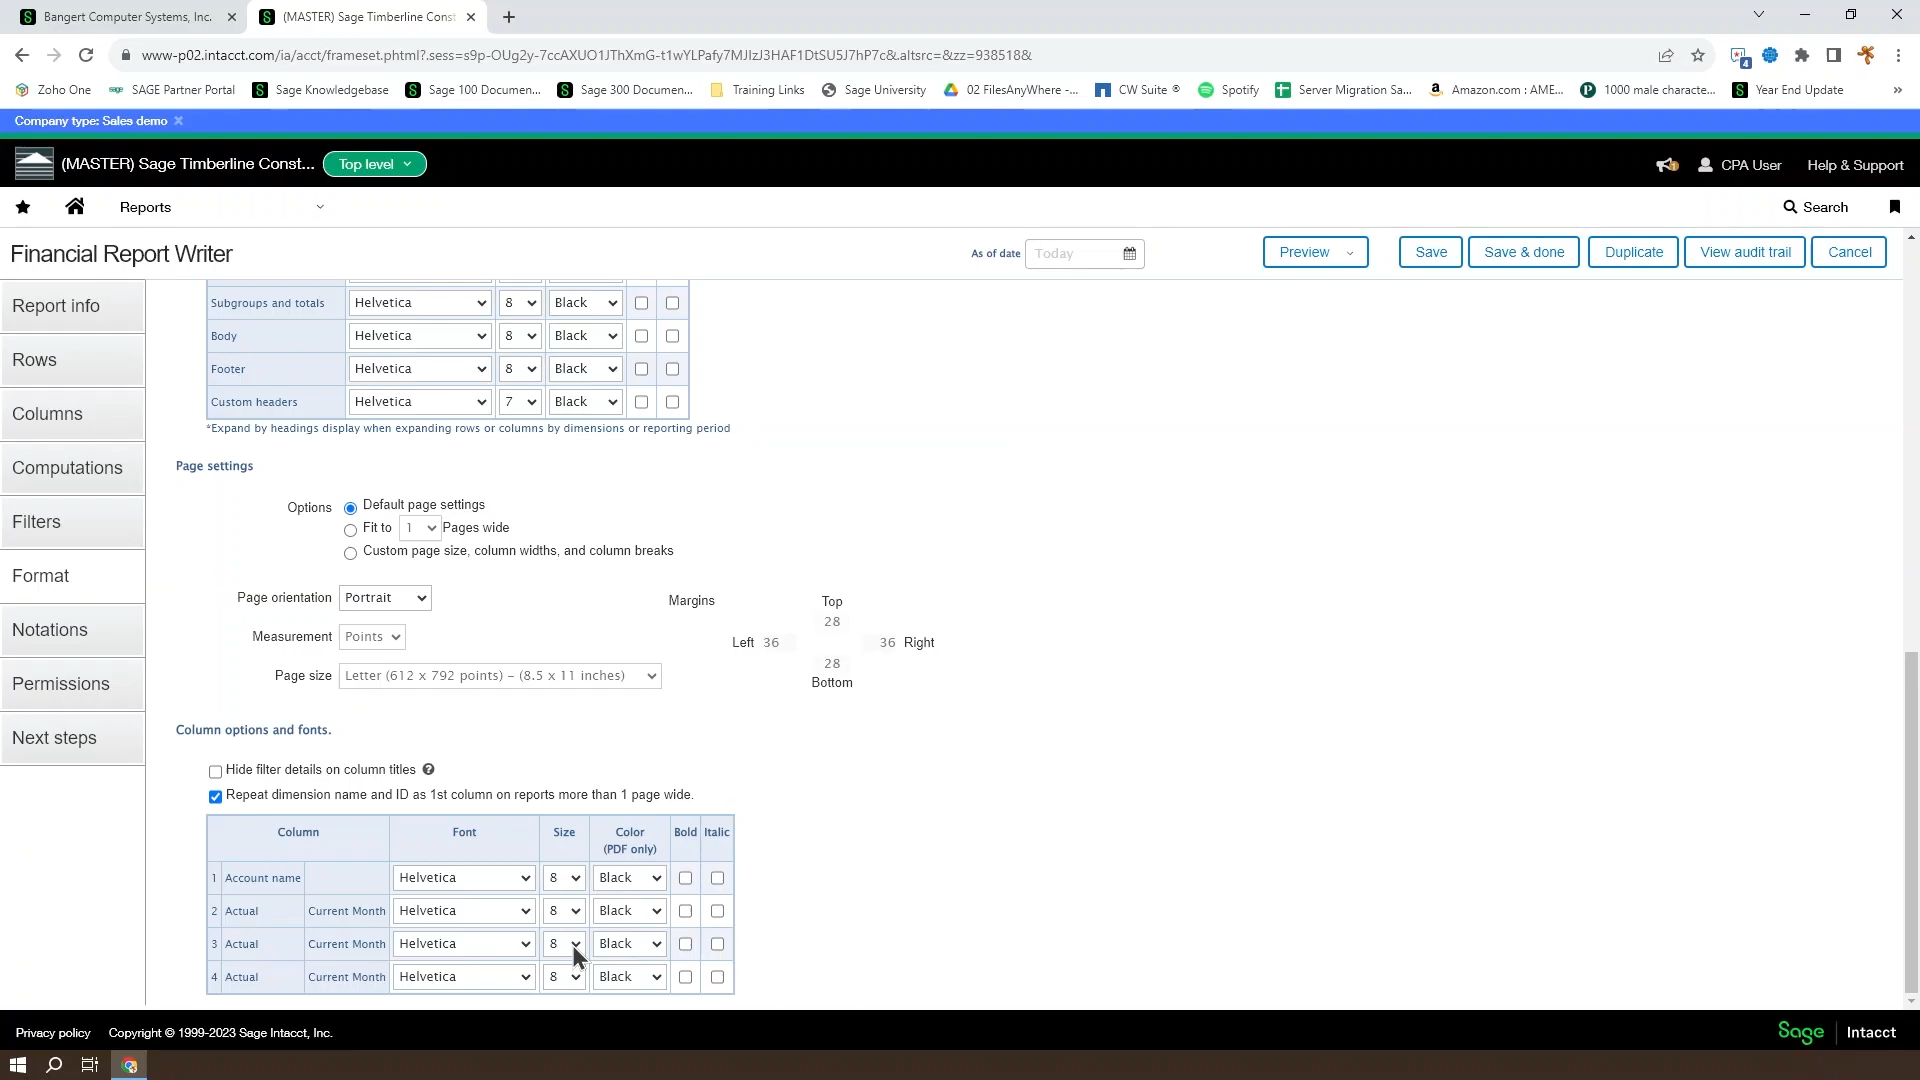 Bangert Computer Systems, Inc.
(MASTER) Sage Timberline Const
www-p02.intacct.com/ia/acct/frameset.phtml?.sess=s9p-OUg2y-7ccAXUO1JThXmG-t1wYLPafy7MJIzJ3HAF1DtSU5J7hP7c&.altsrc=&zz=938518&
4
Zoho One
SAGE Partner Portal
Sage Knowledgebase
Sage 100 Documen...
Sage 300 Documen...
Training Links
Sage University
02 FilesAnyWhere -...
CW Suite ®
Spotify
Server Migration Sa...
Amazon.com : AME...
1000 male characte...
Year End Update
»
Company type: Sales demo
(MASTER) Sage Timberline Const...
Top level
1
CPA User
Help & Support
Reports
Search
Financial Report Writer
As of date
Today
Preview
Save
Save & done
Duplicate
View audit trail
Cancel
Report info
Rows
Columns
Computations
Filters
Format
Notations
Permissions
Next steps
Subgroups and totals Helvetica 8 Black
Body Helvetica 8 Black
Footer Helvetica 8 Black
Custom headers Helvetica 7 Black
*Expand by headings display when expanding rows or columns by dimensions or reporting period
Page settings
Options
Default page settings
Fit to 1 Pages wide
Custom page size, column widths, and column breaks
Page orientation Portrait
Measurement Points
Page size Letter (612 x 792 points) – (8.5 x 11 inches)
Margins
Top
28
Left 36
36 Right
28
Bottom
Column options and fonts.
Hide filter details on column titles
Repeat dimension name and ID as 1st column on reports more than 1 page wide.
Column Font Size Color (PDF only) Bold Italic
1 Account name Helvetica 8 Black
2 Actual Current Month Helvetica 8 Black
3 Actual Current Month Helvetica 8 Black
4 Actual Current Month Helvetica 8 Black
Privacy policy
Copyright © 1999-2023 Sage Intacct, Inc.
Sage Intacct